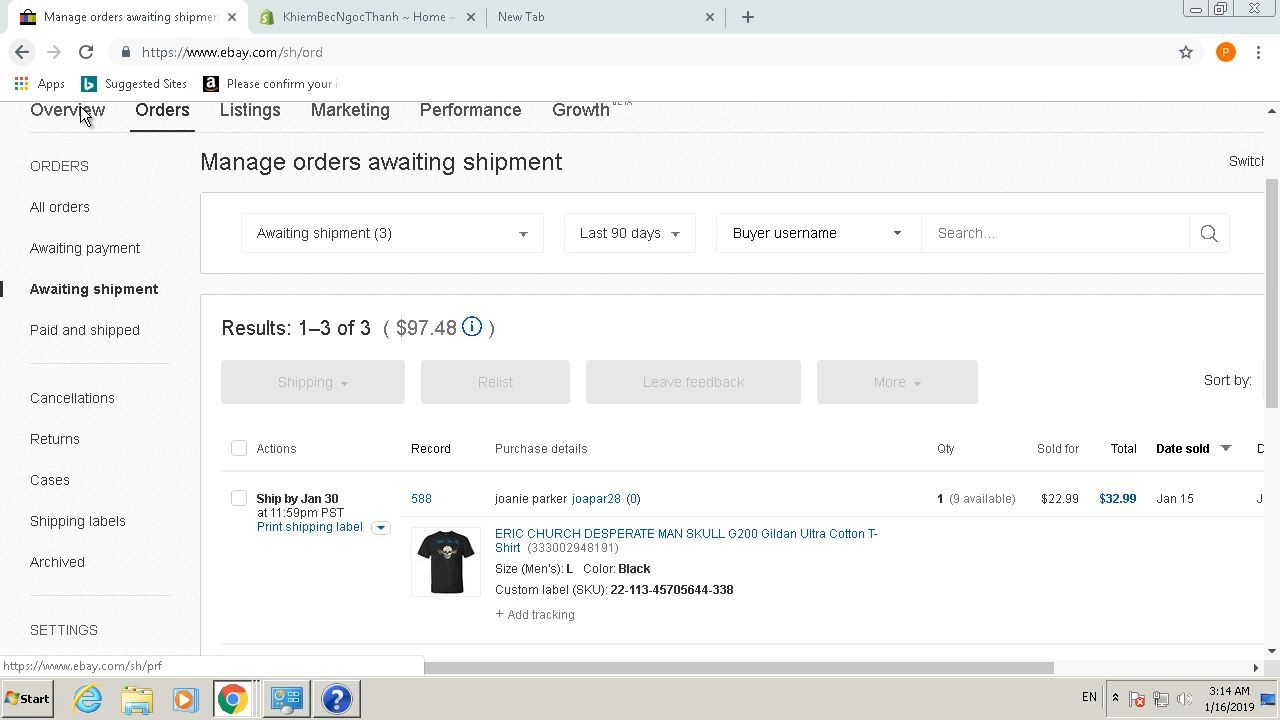 Manage orders awaiting shipmen
KhiemBecNgocThanh ~ Home ~
New Tab
https://www.ebay.com/sh/ord
P
Apps
Suggested Sites
Please confirm your i
Overview
Orders
Listings
Marketing
Performance
Growth BETA
ORDERS
Manage orders awaiting shipment
Switch
All orders
Awaiting payment
Awaiting shipment (3)
Last 90 days
Buyer username
Search...
Awaiting shipment
Paid and shipped
Results: 1–3 of 3 ( $97.48 )
Shipping
Relist
Leave feedback
More
Sort by:
Cancellations
Returns
Cases
Shipping labels
Archived
SETTINGS
Actions
Record
Purchase details
Qty
Sold for
Total
Date sold
D
Ship by Jan 30
at 11:59pm PST
Print shipping label
588
joanie parker joapar28 (0)
1 (9 available)
$22.99
$32.99
Jan 15
J
ERIC CHURCH DESPERATE MAN SKULL G200 Gildan Ultra Cotton T-
Shirt (333002948191)
Size (Men's): L Color: Black
Custom label (SKU): 22-113-45705644-338
+ Add tracking
https://www.ebay.com/sh/prf
Start
EN
3:14 AM
1/16/2019